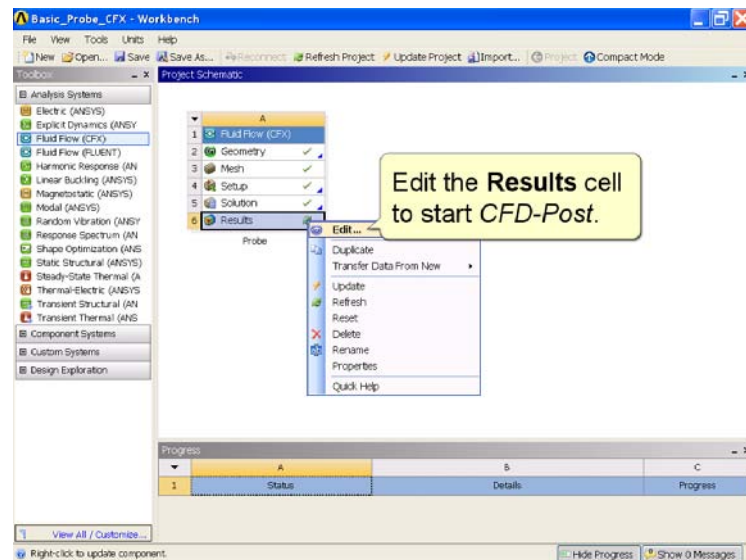 Basic_Probe_CFX - Workbench
File View Tools Units Help
New Open... Save Save As... Reconnect Refresh Project Update Project Import... Project Compact Mode
Toolbox
Project Schematic
Analysis Systems
Electric (ANSYS)
Explicit Dynamics (ANSY
Fluid Flow (CFX)
Fluid Flow (FLUENT)
Harmonic Response (AN
Linear Buckling (ANSYS)
Magnetostatic (ANSYS)
Modal (ANSYS)
Random Vibration (ANSY
Response Spectrum (AN
Shape Optimization (ANS
Static Structural (ANSYS)
Steady-State Thermal (A
Thermal-Electric (ANSYS
Transient Structural (AN
Transient Thermal (ANS
Component Systems
Custom Systems
Design Exploration
View All / Customize...
A
1 Fluid Flow (CFX)
2 Geometry
3 Mesh
4 Setup
5 Solution
6 Results
Probe
Edit the Results cell
to start CFD-Post.
Edit...
Duplicate
Transfer Data From New
Update
Refresh
Reset
Delete
Rename
Properties
Quick Help
Progress
A B C
1 Status Details Progress
Right-click to update component.
Hide Progress Show 0 Messages